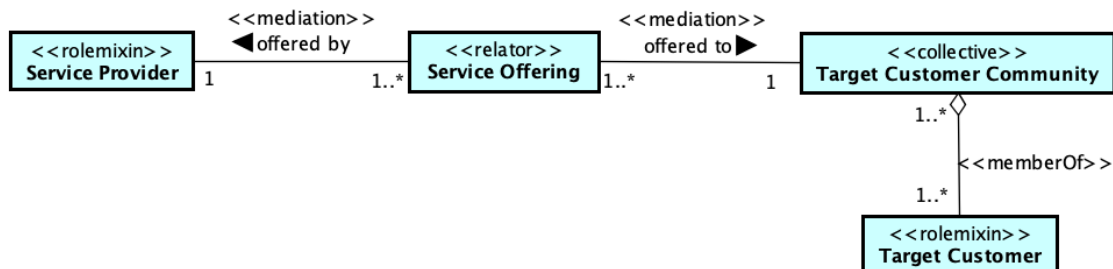 <<mediation>>
◀ offered by
<<mediation>>
offered to ▶
<<rolemixin>>
Service Provider
1
1..*
<<relator>>
Service Offering
1..*
1
<<collective>>
Target Customer Community
1..*
<<memberOf>>
1..*
<<rolemixin>>
Target Customer